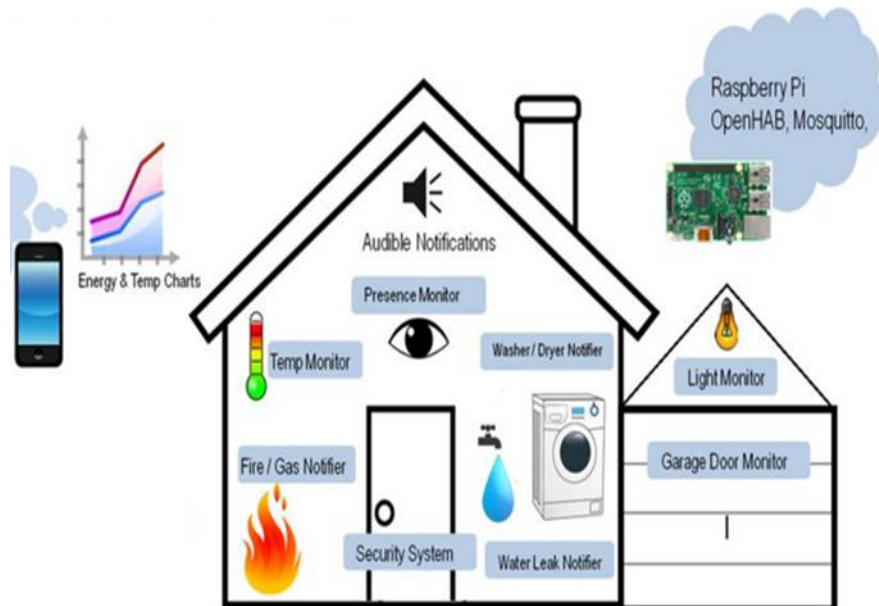 Raspberry Pi
OpenHAB, Mosquitto,
Energy & Temp Charts
Audible Notifications
Presence Monitor
Temp Monitor
Washer / Dryer Notifier
Light Monitor
Fire / Gas Notifier
Garage Door Monitor
Security System
Water Leak Notifier